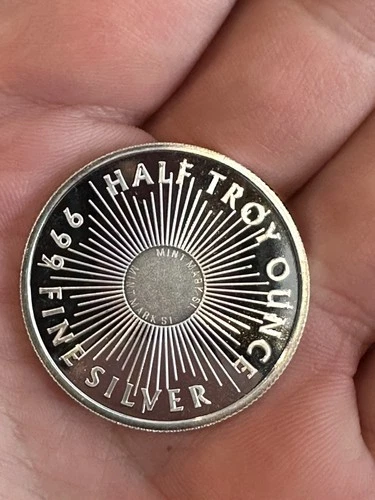 HALF TROY OUNCE
.999 FINE SILVER
MINT MARK SI
MINT MARK SI